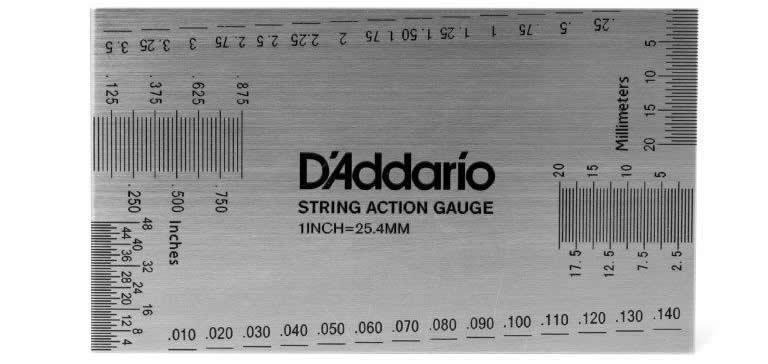 3.5 3.25 3 2.75 2.5 2.25 2 1.75 1.50 1.25 1 .75 .5 .25
.125 .375 .625 .875
.250 .500 .750
Inches
5 10 15 20
Millimeters
20 15 10 5
17.5 12.5 7.5 2.5
D'Addario
STRING ACTION GAUGE
1INCH=25.4MM
48 44 40 36 32 28 24 20 16 12 8 4
.010 .020 .030 .040 .050 .060 .070 .080 .090 .100 .110 .120 .130 .140